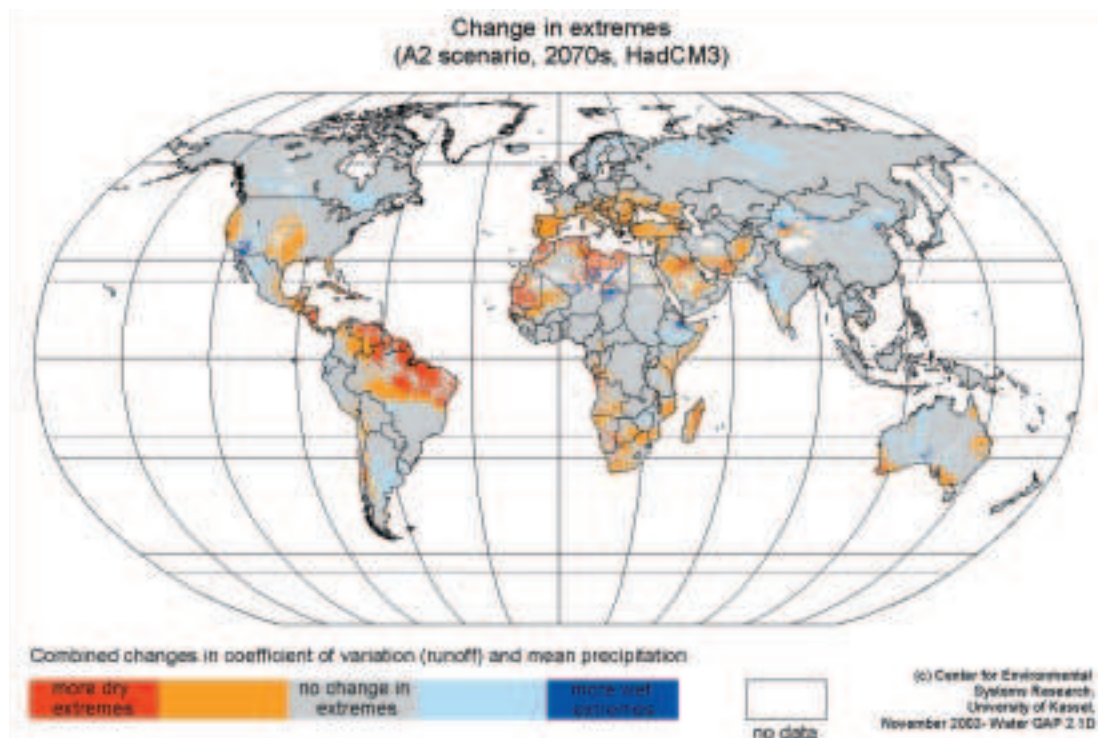 Change in extremes
(A2 scenario, 2070s, HadCM3)
Combined changes in coefficient of variation (runoff) and mean precipitation
more dry
extremes
no change in
extremes
more wet
extremes
no data
(c) Center for Environmental
Systems Research,
University of Kassel,
November 2002- Water GAP 2.1D